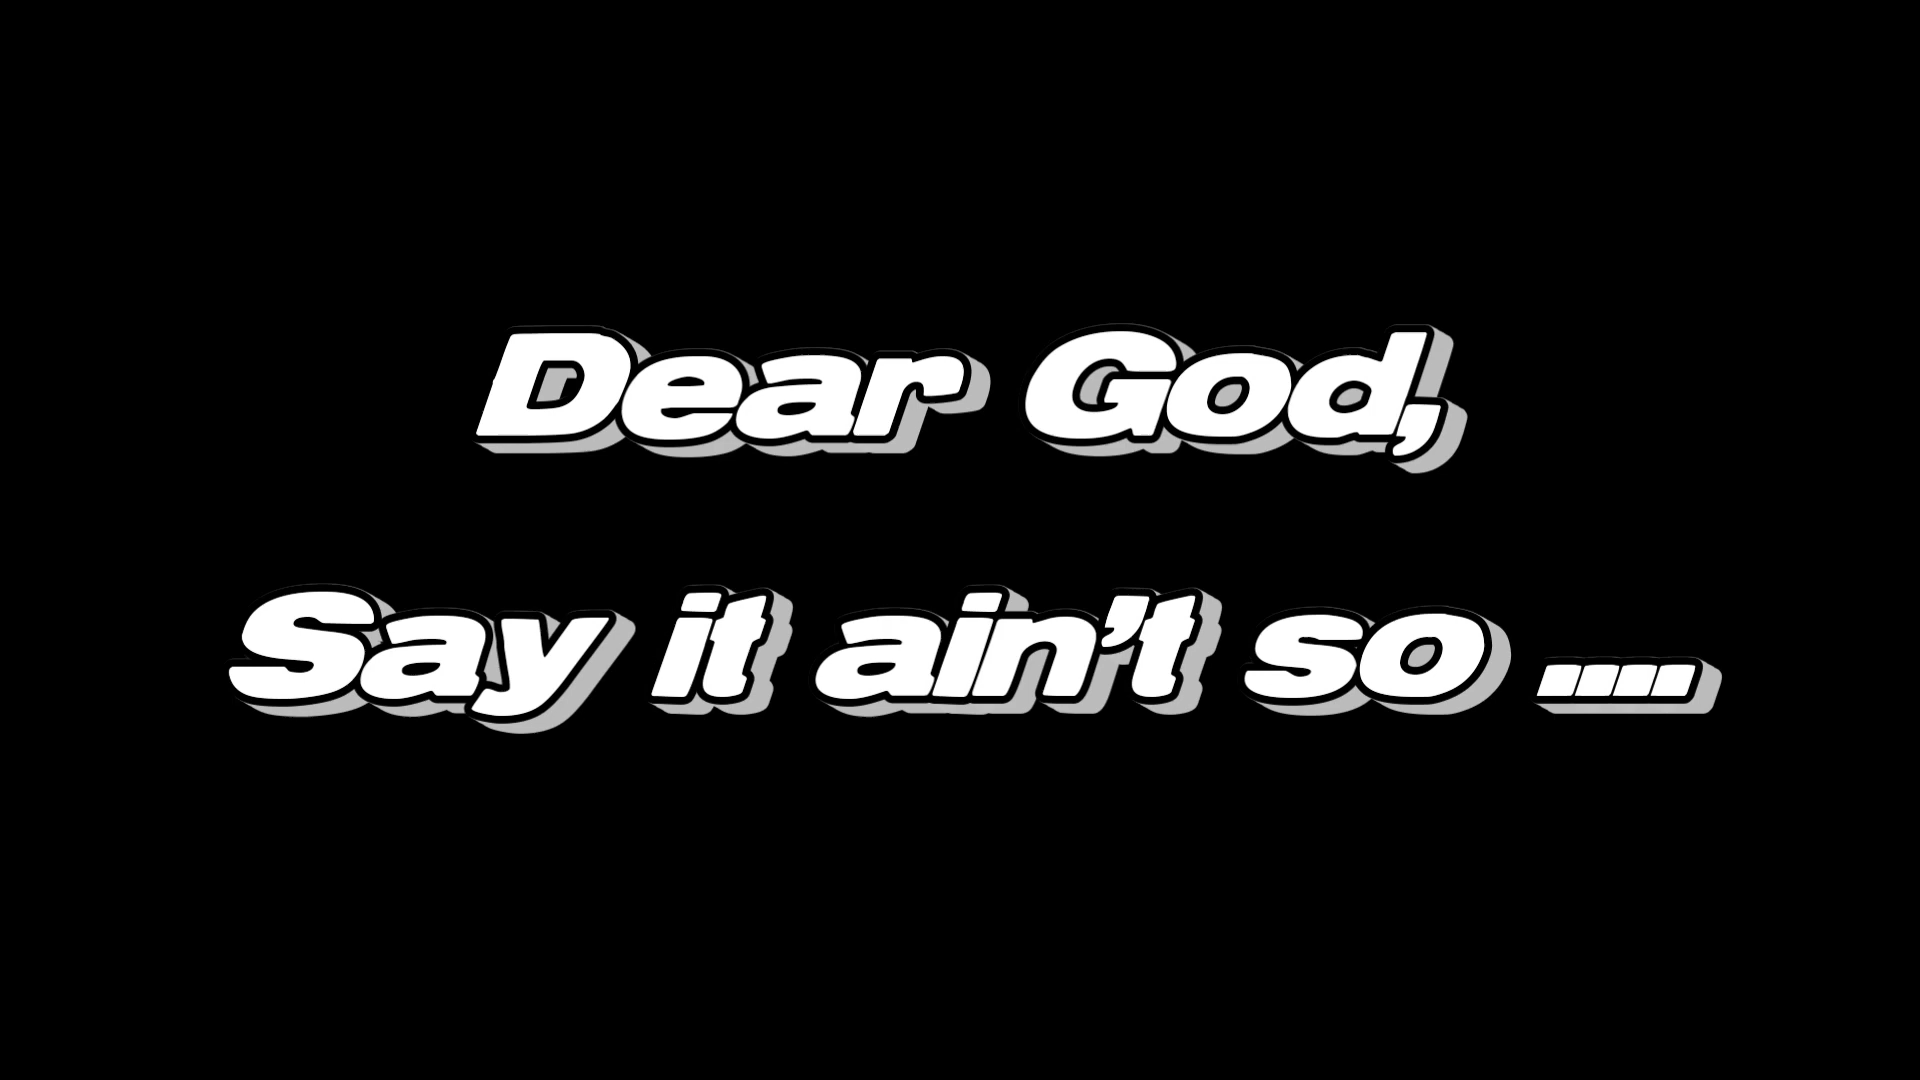 Dear God,
Say it ain’t so ....